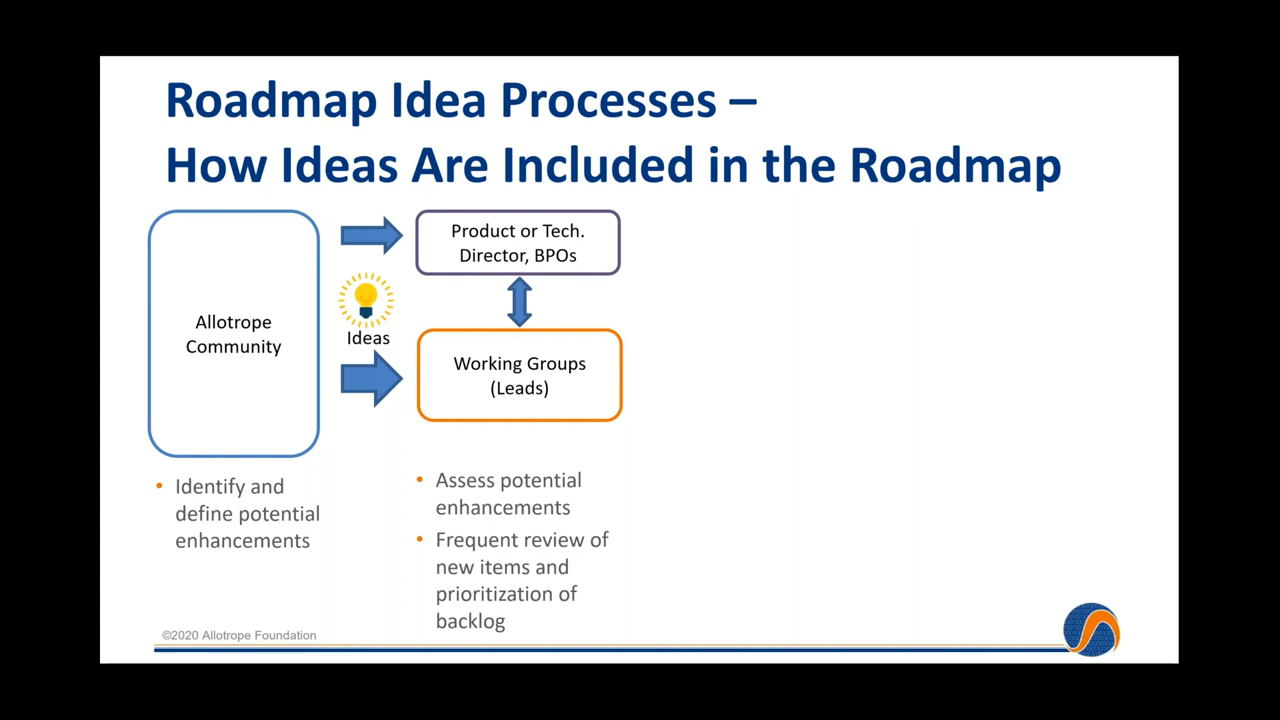 Roadmap Idea Processes –
How Ideas Are Included in the Roadmap
Allotrope
Community
Ideas
Product or Tech.
Director, BPOs
Working Groups
(Leads)
• Identify and
define potential
enhancements
• Assess potential
enhancements
• Frequent review of
new items and
prioritization of
backlog
©2020 Allotrope Foundation